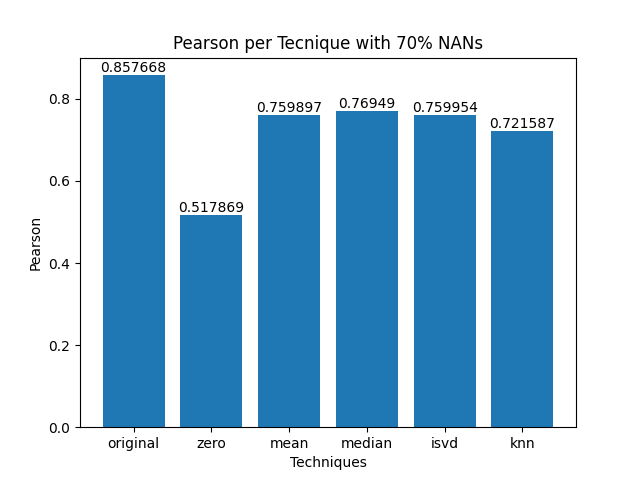 Pearson per Tecnique with 70% NANs
0.857668
0.517869
0.759897
0.76949
0.759954
0.721587
0.8
0.6
0.4
0.2
0.0
Pearson
original zero mean median isvd knn
Techniques